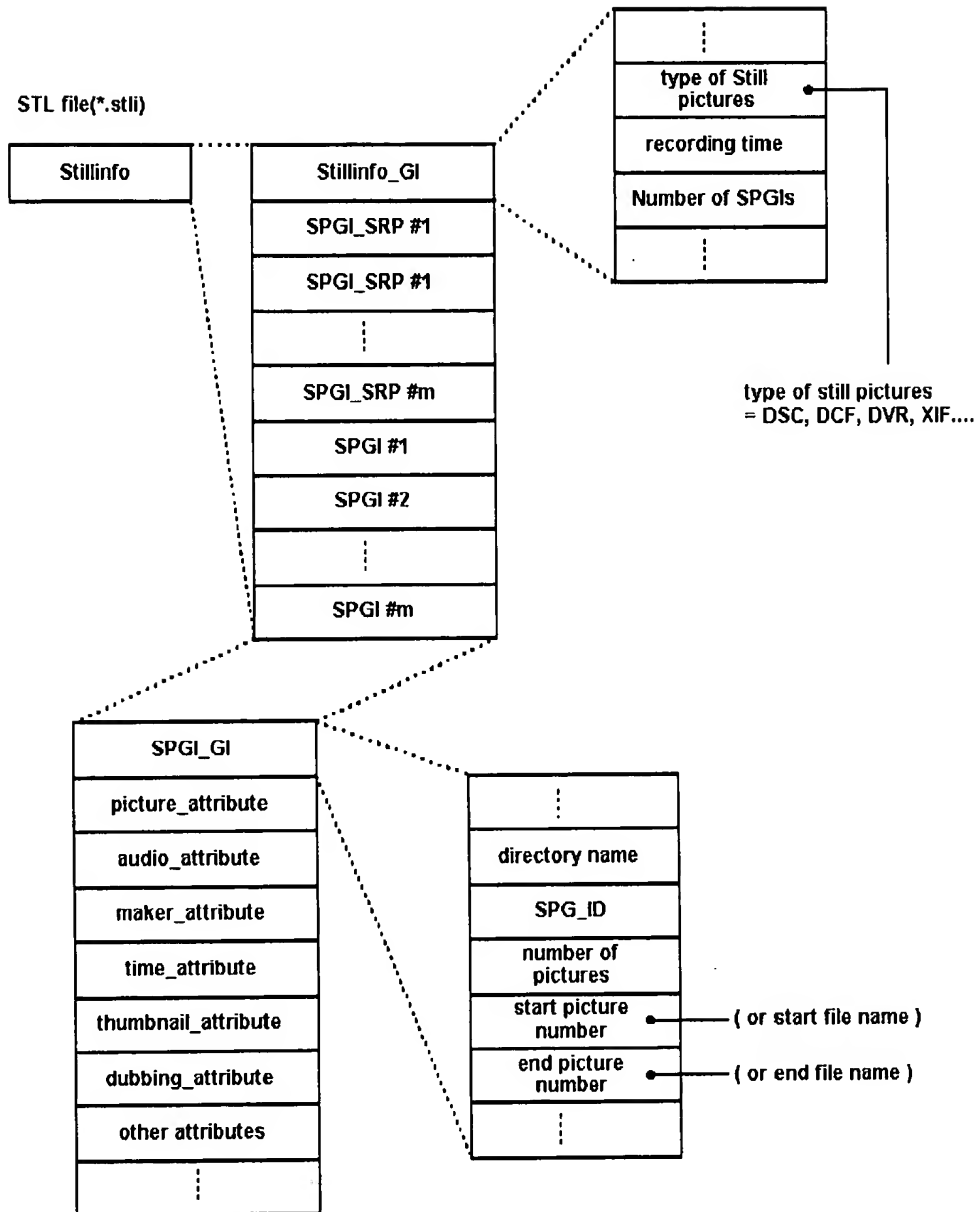 STL file(*.stli)
Stillinfo
Stillinfo_GI
SPGI_SRP #1
SPGI_SRP #1
SPGI_SRP #m
SPGI #1
SPGI #2
SPGI #m
type of Still
pictures
recording time
Number of SPGIs
type of still pictures
= DSC, DCF, DVR, XIF....
SPGI_GI
picture_attribute
audio_attribute
maker_attribute
time_attribute
thumbnail_attribute
dubbing_attribute
other attributes
directory name
SPG_ID
number of
pictures
start picture
number
( or start file name )
end picture
number
( or end file name )